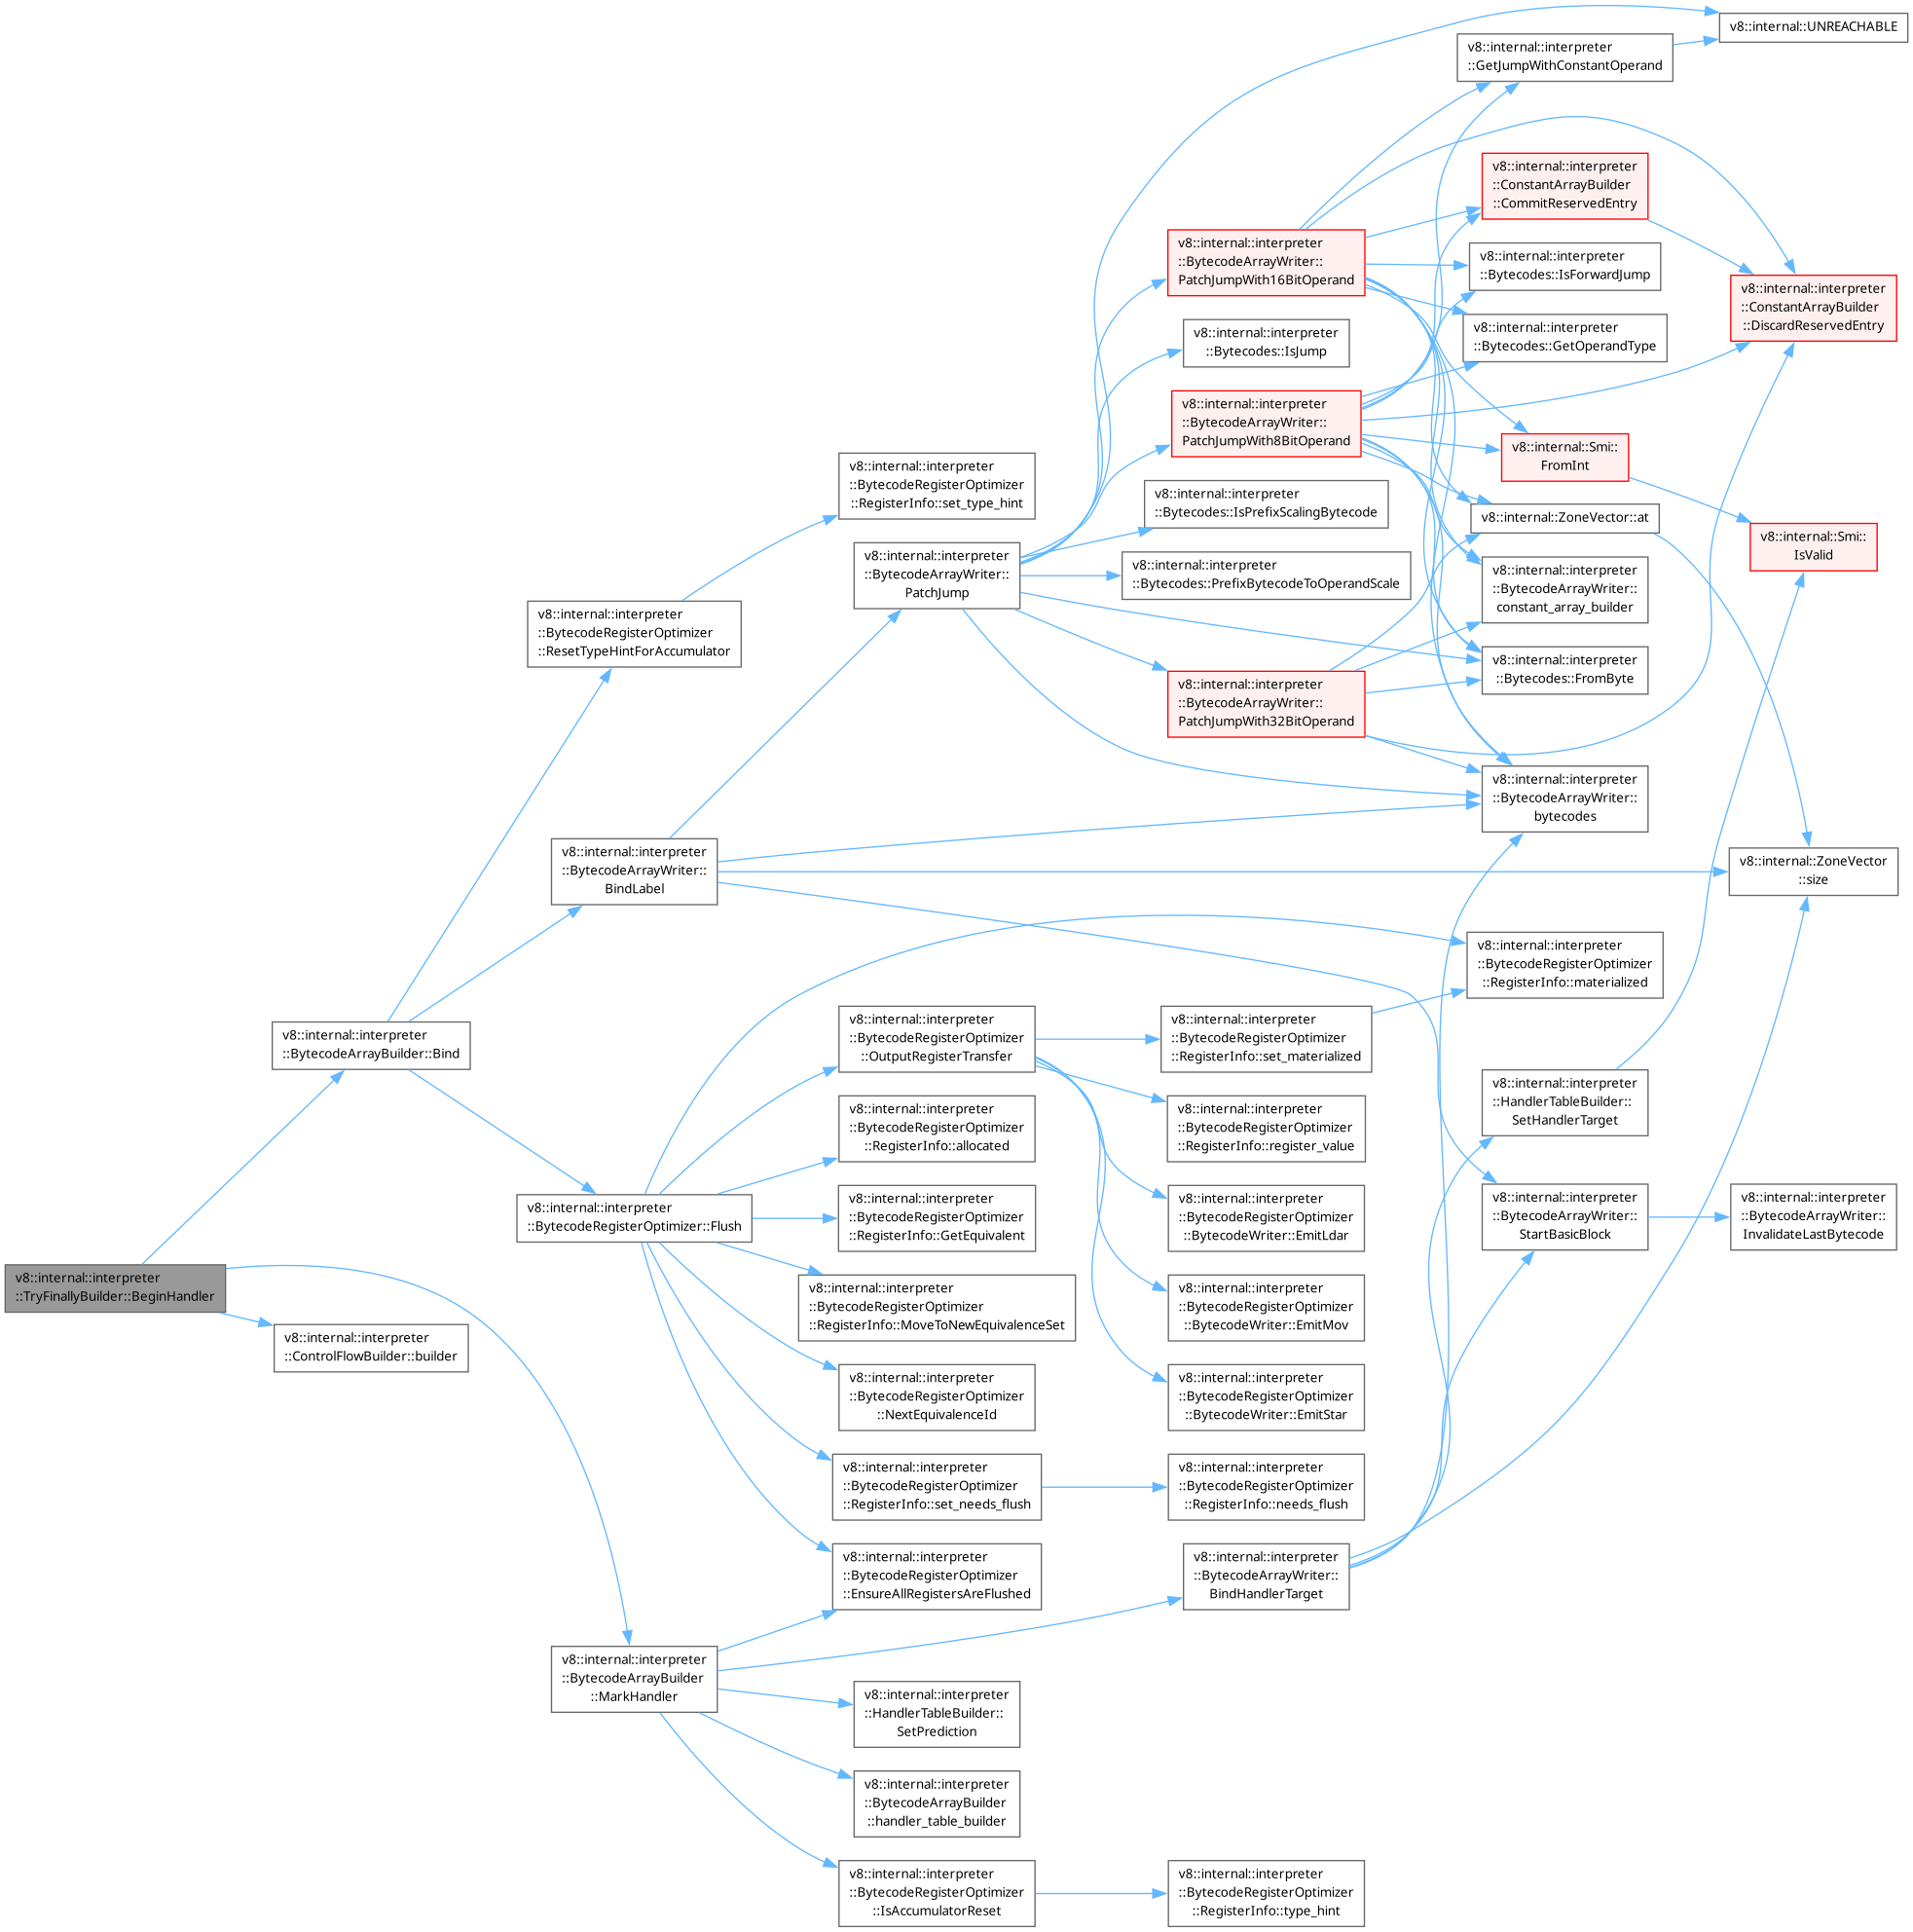 v8::internal::UNREACHABLE
v8::internal::interpreter
::GetJumpWithConstantOperand
v8::internal::interpreter
::ConstantArrayBuilder
::CommitReservedEntry
v8::internal::interpreter
::BytecodeArrayWriter::
PatchJumpWith16BitOperand
v8::internal::interpreter
::Bytecodes::IsForwardJump
v8::internal::interpreter
::ConstantArrayBuilder
::DiscardReservedEntry
v8::internal::interpreter
::Bytecodes::GetOperandType
v8::internal::interpreter
::Bytecodes::IsJump
v8::internal::interpreter
::BytecodeArrayWriter::
PatchJumpWith8BitOperand
v8::internal::Smi::
FromInt
v8::internal::interpreter
::BytecodeRegisterOptimizer
::RegisterInfo::set_type_hint
v8::internal::interpreter
::Bytecodes::IsPrefixScalingBytecode
v8::internal::ZoneVector::at
v8::internal::Smi::
IsValid
v8::internal::interpreter
::BytecodeArrayWriter::
PatchJump
v8::internal::interpreter
::Bytecodes::PrefixBytecodeToOperandScale
v8::internal::interpreter
::BytecodeArrayWriter::
constant_array_builder
v8::internal::interpreter
::BytecodeRegisterOptimizer
::ResetTypeHintForAccumulator
v8::internal::interpreter
::Bytecodes::FromByte
v8::internal::interpreter
::BytecodeArrayWriter::
PatchJumpWith32BitOperand
v8::internal::interpreter
::BytecodeArrayWriter::
bytecodes
v8::internal::interpreter
::BytecodeArrayWriter::
BindLabel
v8::internal::ZoneVector
::size
v8::internal::interpreter
::BytecodeRegisterOptimizer
::RegisterInfo::materialized
v8::internal::interpreter
::BytecodeArrayBuilder::Bind
v8::internal::interpreter
::BytecodeRegisterOptimizer
::OutputRegisterTransfer
v8::internal::interpreter
::BytecodeRegisterOptimizer
::RegisterInfo::set_materialized
v8::internal::interpreter
::HandlerTableBuilder::
SetHandlerTarget
v8::internal::interpreter
::BytecodeRegisterOptimizer
::RegisterInfo::allocated
v8::internal::interpreter
::BytecodeRegisterOptimizer
::RegisterInfo::register_value
v8::internal::interpreter
::BytecodeRegisterOptimizer::Flush
v8::internal::interpreter
::BytecodeRegisterOptimizer
::RegisterInfo::GetEquivalent
v8::internal::interpreter
::BytecodeRegisterOptimizer
::BytecodeWriter::EmitLdar
v8::internal::interpreter
::BytecodeArrayWriter::
StartBasicBlock
v8::internal::interpreter
::BytecodeArrayWriter::
InvalidateLastBytecode
v8::internal::interpreter
::TryFinallyBuilder::BeginHandler
v8::internal::interpreter
::ControlFlowBuilder::builder
v8::internal::interpreter
::BytecodeRegisterOptimizer
::RegisterInfo::MoveToNewEquivalenceSet
v8::internal::interpreter
::BytecodeRegisterOptimizer
::BytecodeWriter::EmitMov
v8::internal::interpreter
::BytecodeRegisterOptimizer
::NextEquivalenceId
v8::internal::interpreter
::BytecodeRegisterOptimizer
::BytecodeWriter::EmitStar
v8::internal::interpreter
::BytecodeRegisterOptimizer
::RegisterInfo::set_needs_flush
v8::internal::interpreter
::BytecodeRegisterOptimizer
::RegisterInfo::needs_flush
v8::internal::interpreter
::BytecodeRegisterOptimizer
::EnsureAllRegistersAreFlushed
v8::internal::interpreter
::BytecodeArrayWriter::
BindHandlerTarget
v8::internal::interpreter
::BytecodeArrayBuilder
::MarkHandler
v8::internal::interpreter
::HandlerTableBuilder::
SetPrediction
v8::internal::interpreter
::BytecodeArrayBuilder
::handler_table_builder
v8::internal::interpreter
::BytecodeRegisterOptimizer
::IsAccumulatorReset
v8::internal::interpreter
::BytecodeRegisterOptimizer
::RegisterInfo::type_hint